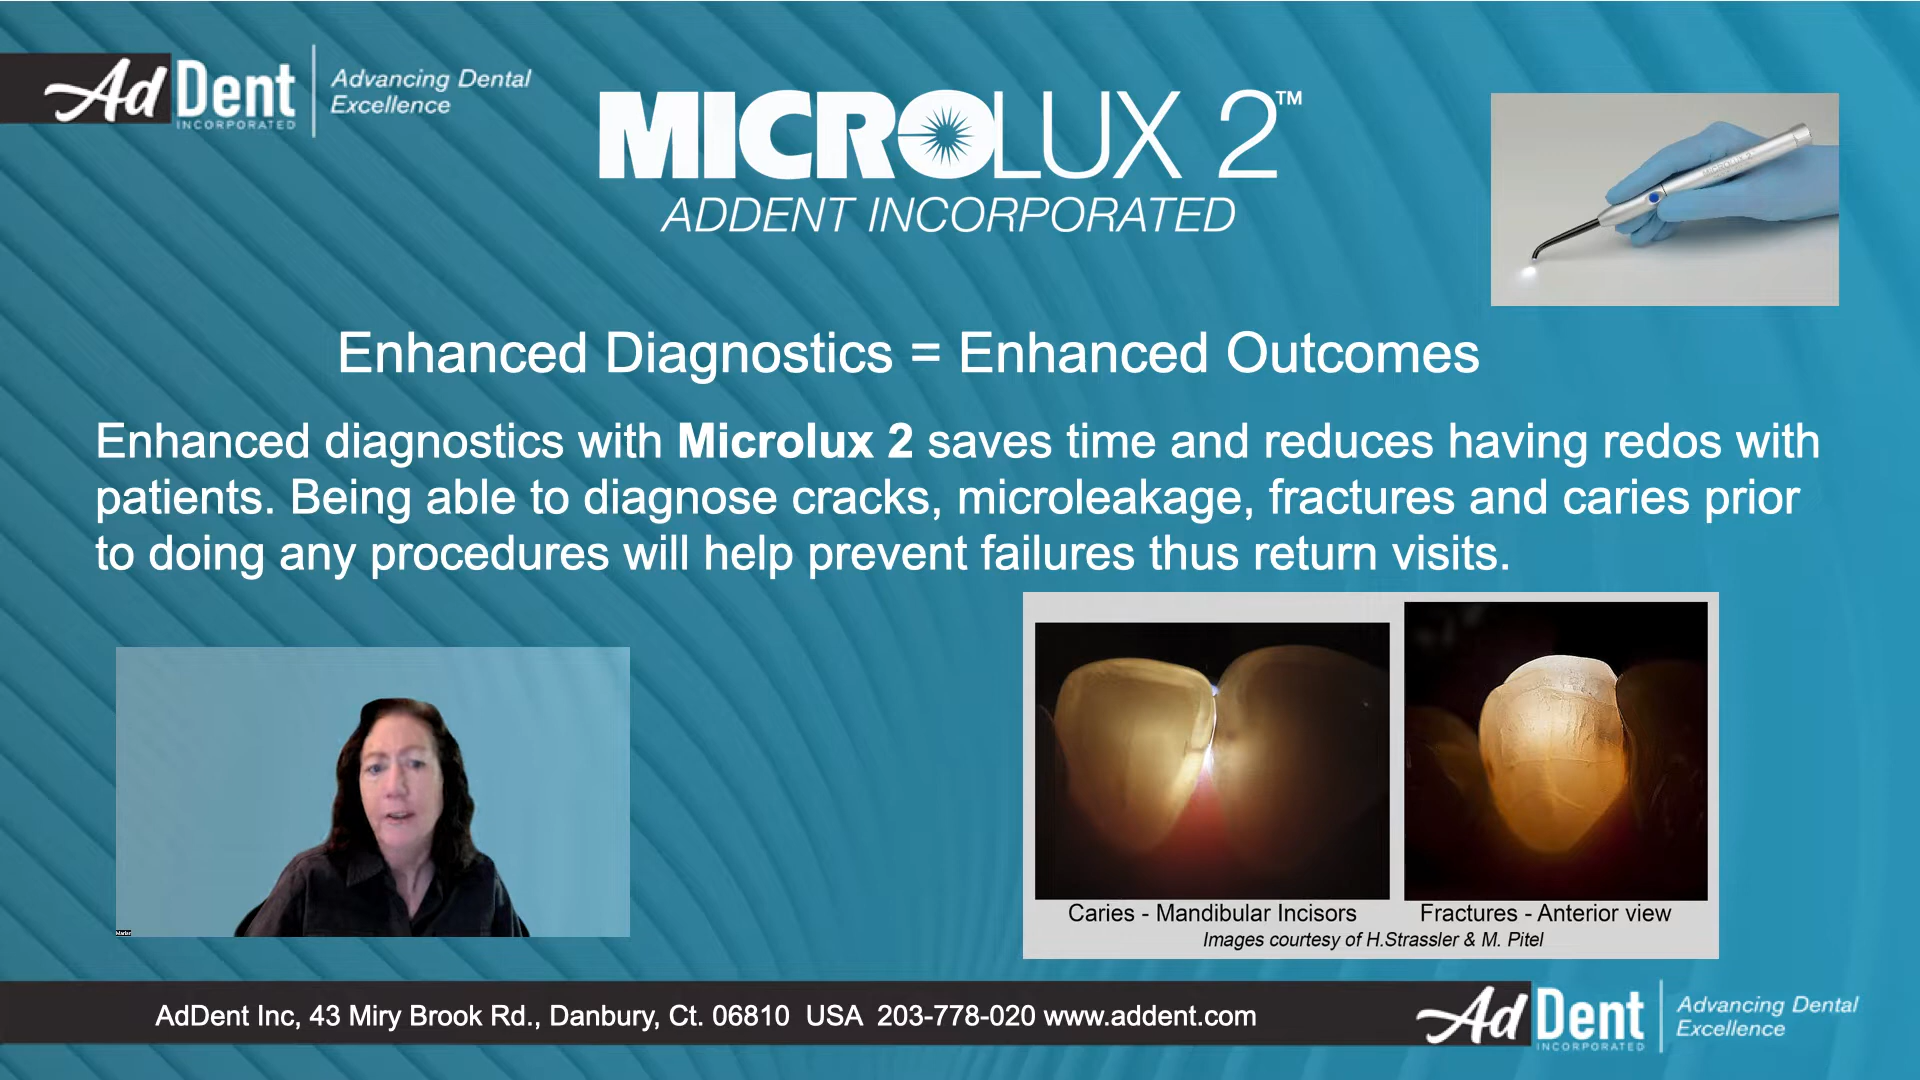 Ad Dent
INCORPORATED
Advancing Dental
Excellence
MICROLUX 2™
ADDENT INCORPORATED
MICROLUX 2
Enhanced Diagnostics = Enhanced Outcomes
Enhanced diagnostics with Microlux 2 saves time and reduces having redos with
patients. Being able to diagnose cracks, microleakage, fractures and caries prior
to doing any procedures will help prevent failures thus return visits.
Marian
Caries - Mandibular Incisors
Fractures - Anterior view
Images courtesy of H.Strassler & M. Pitel
AdDent Inc, 43 Miry Brook Rd., Danbury, Ct. 06810 USA 203-778-020 www.addent.com
Ad Dent
INCORPORATED
Advancing Dental
Excellence